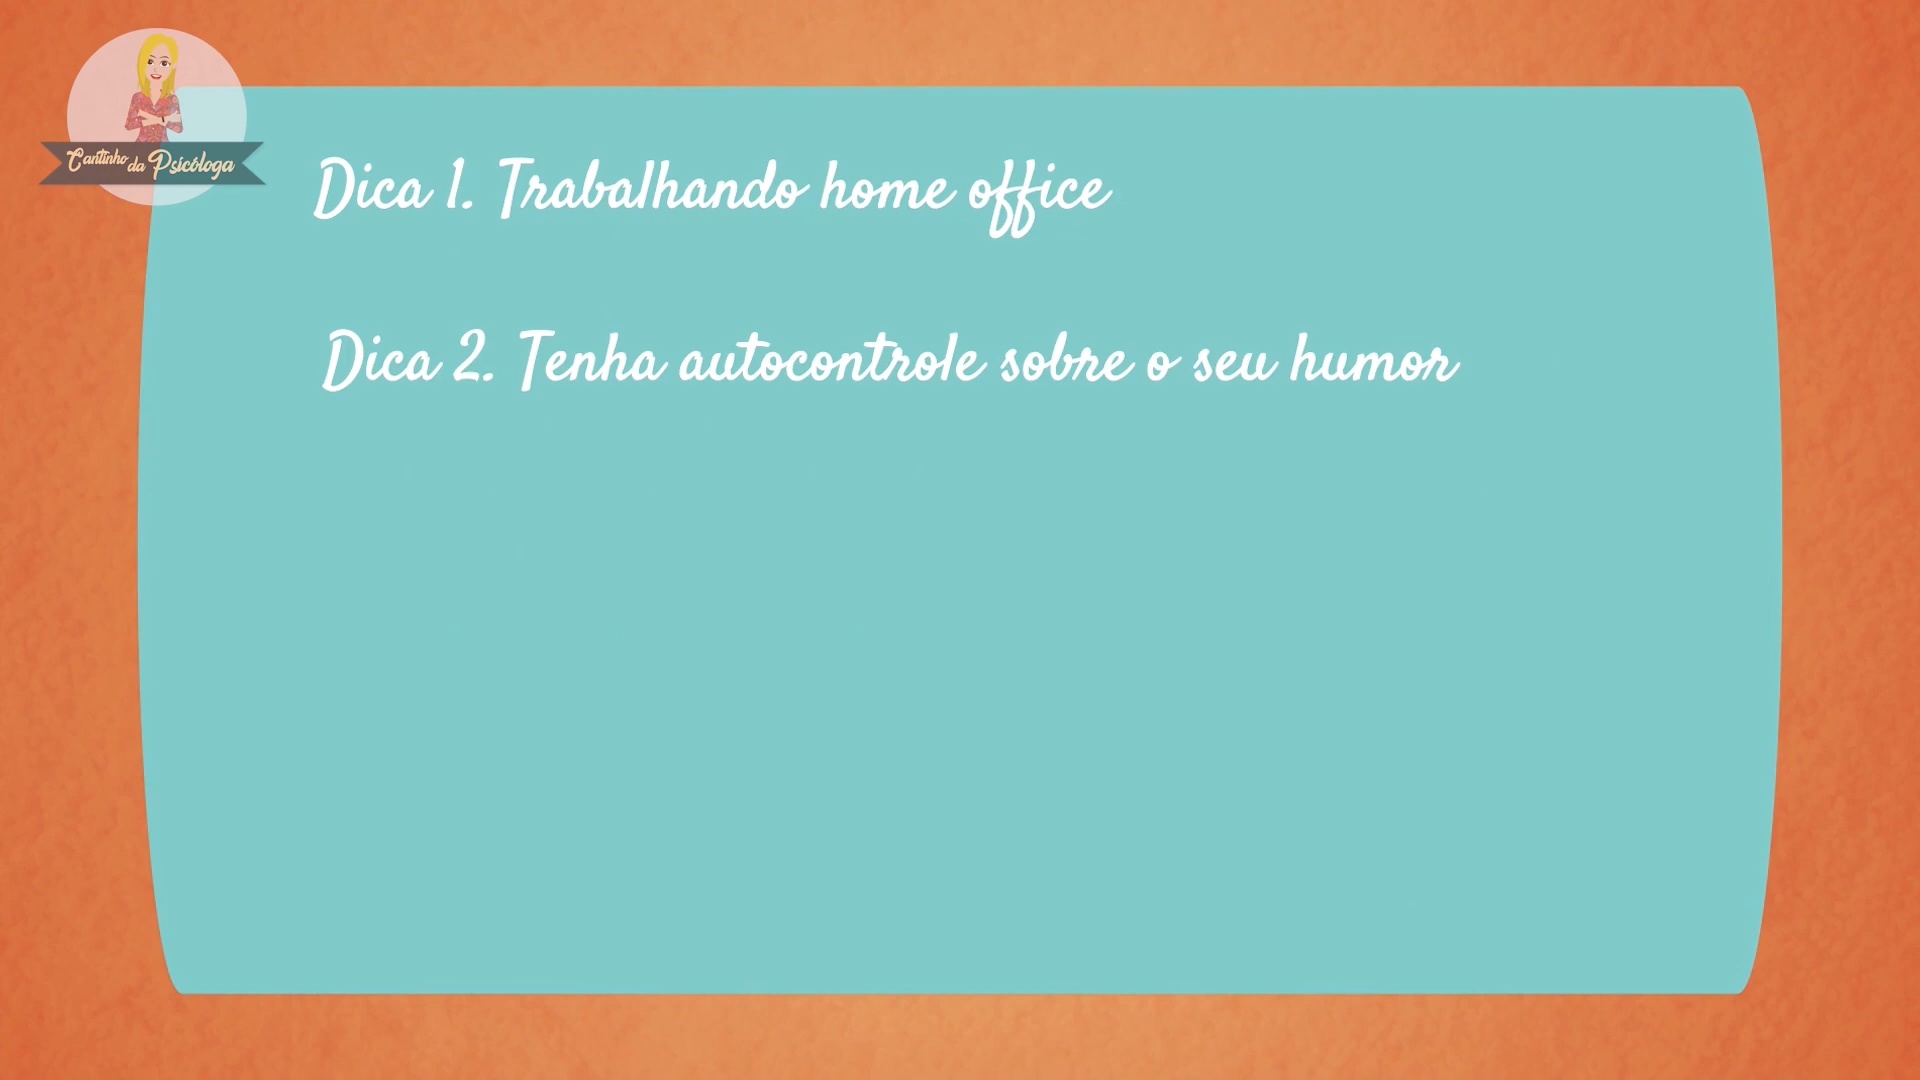 Cantinho da Psicóloga
Dica 1. Trabalhando home office
Dica 2. Tenha autocontrole sobre o seu humor